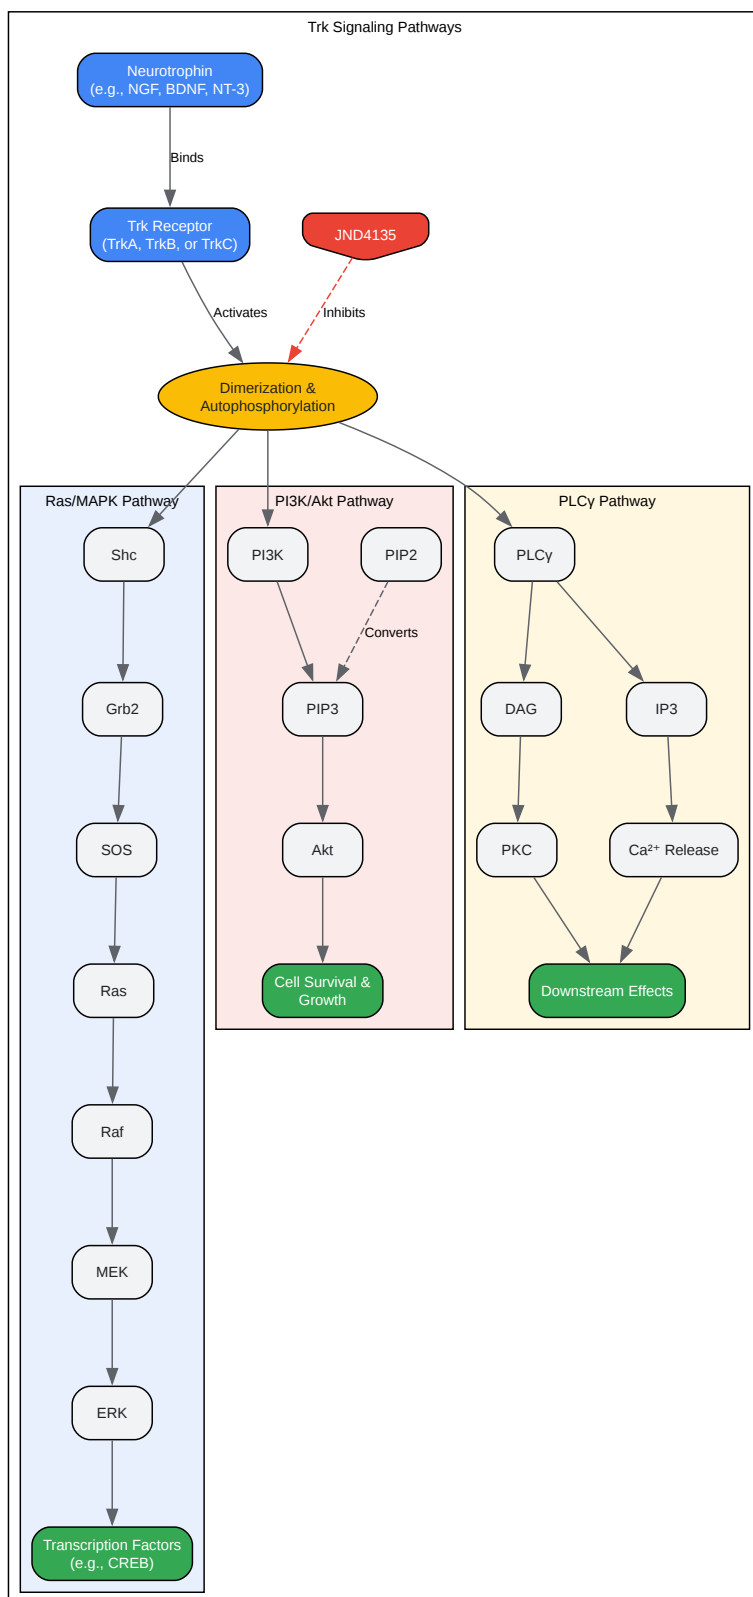 Trk Signaling Pathways
Neurotrophin
(e.g., NGF, BDNF, NT-3)
Binds
Trk Receptor
(TrkA, TrkB, or TrkC)
JND4135
Activates
Inhibits
Dimerization &
Autophosphorylation
Ras/MAPK Pathway
PI3K/Akt Pathway
PLCγ Pathway
Shc
PI3K
PIP2
PLCγ
Converts
Grb2
PIP3
DAG
IP3
SOS
Akt
PKC
Ca²⁺ Release
Ras
Cell Survival &
Growth
Downstream Effects
Raf
MEK
ERK
Transcription Factors
(e.g., CREB)